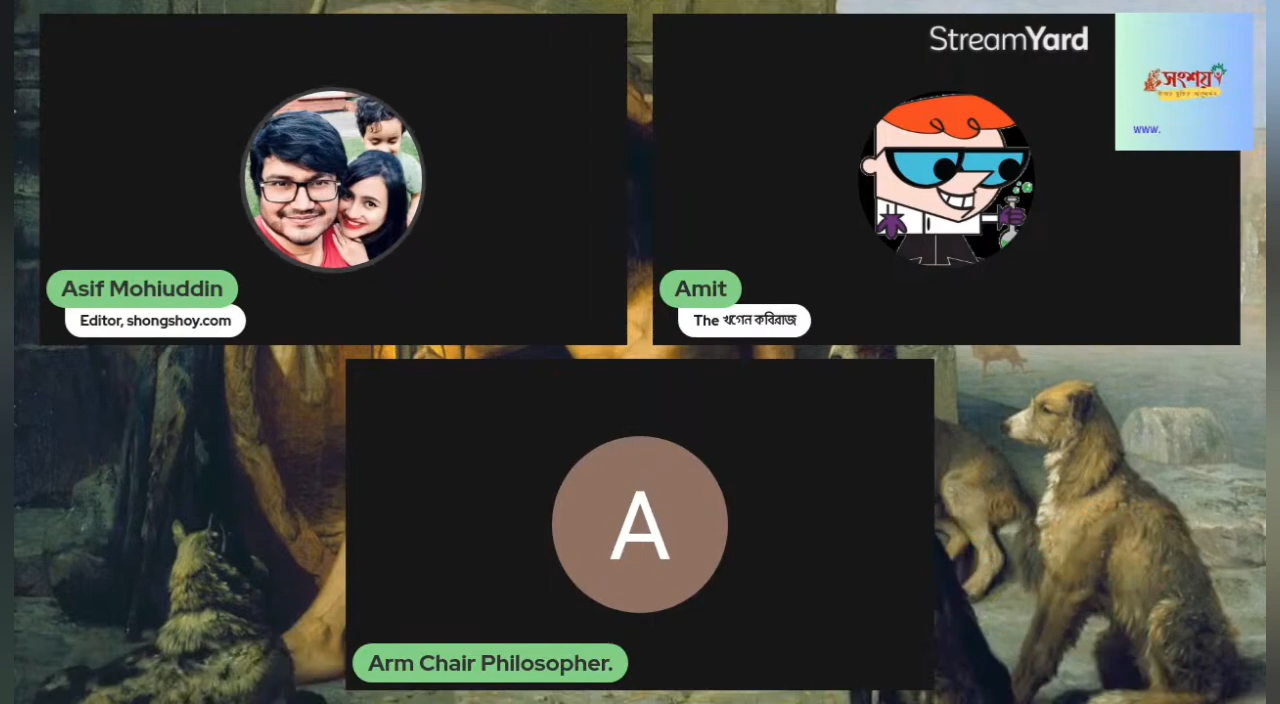 StreamYard
সংশয়
www.
Asif Mohiuddin
Editor, shongshoy.com
Amit
The খগেন কবিরাজ
A
Arm Chair Philosopher.